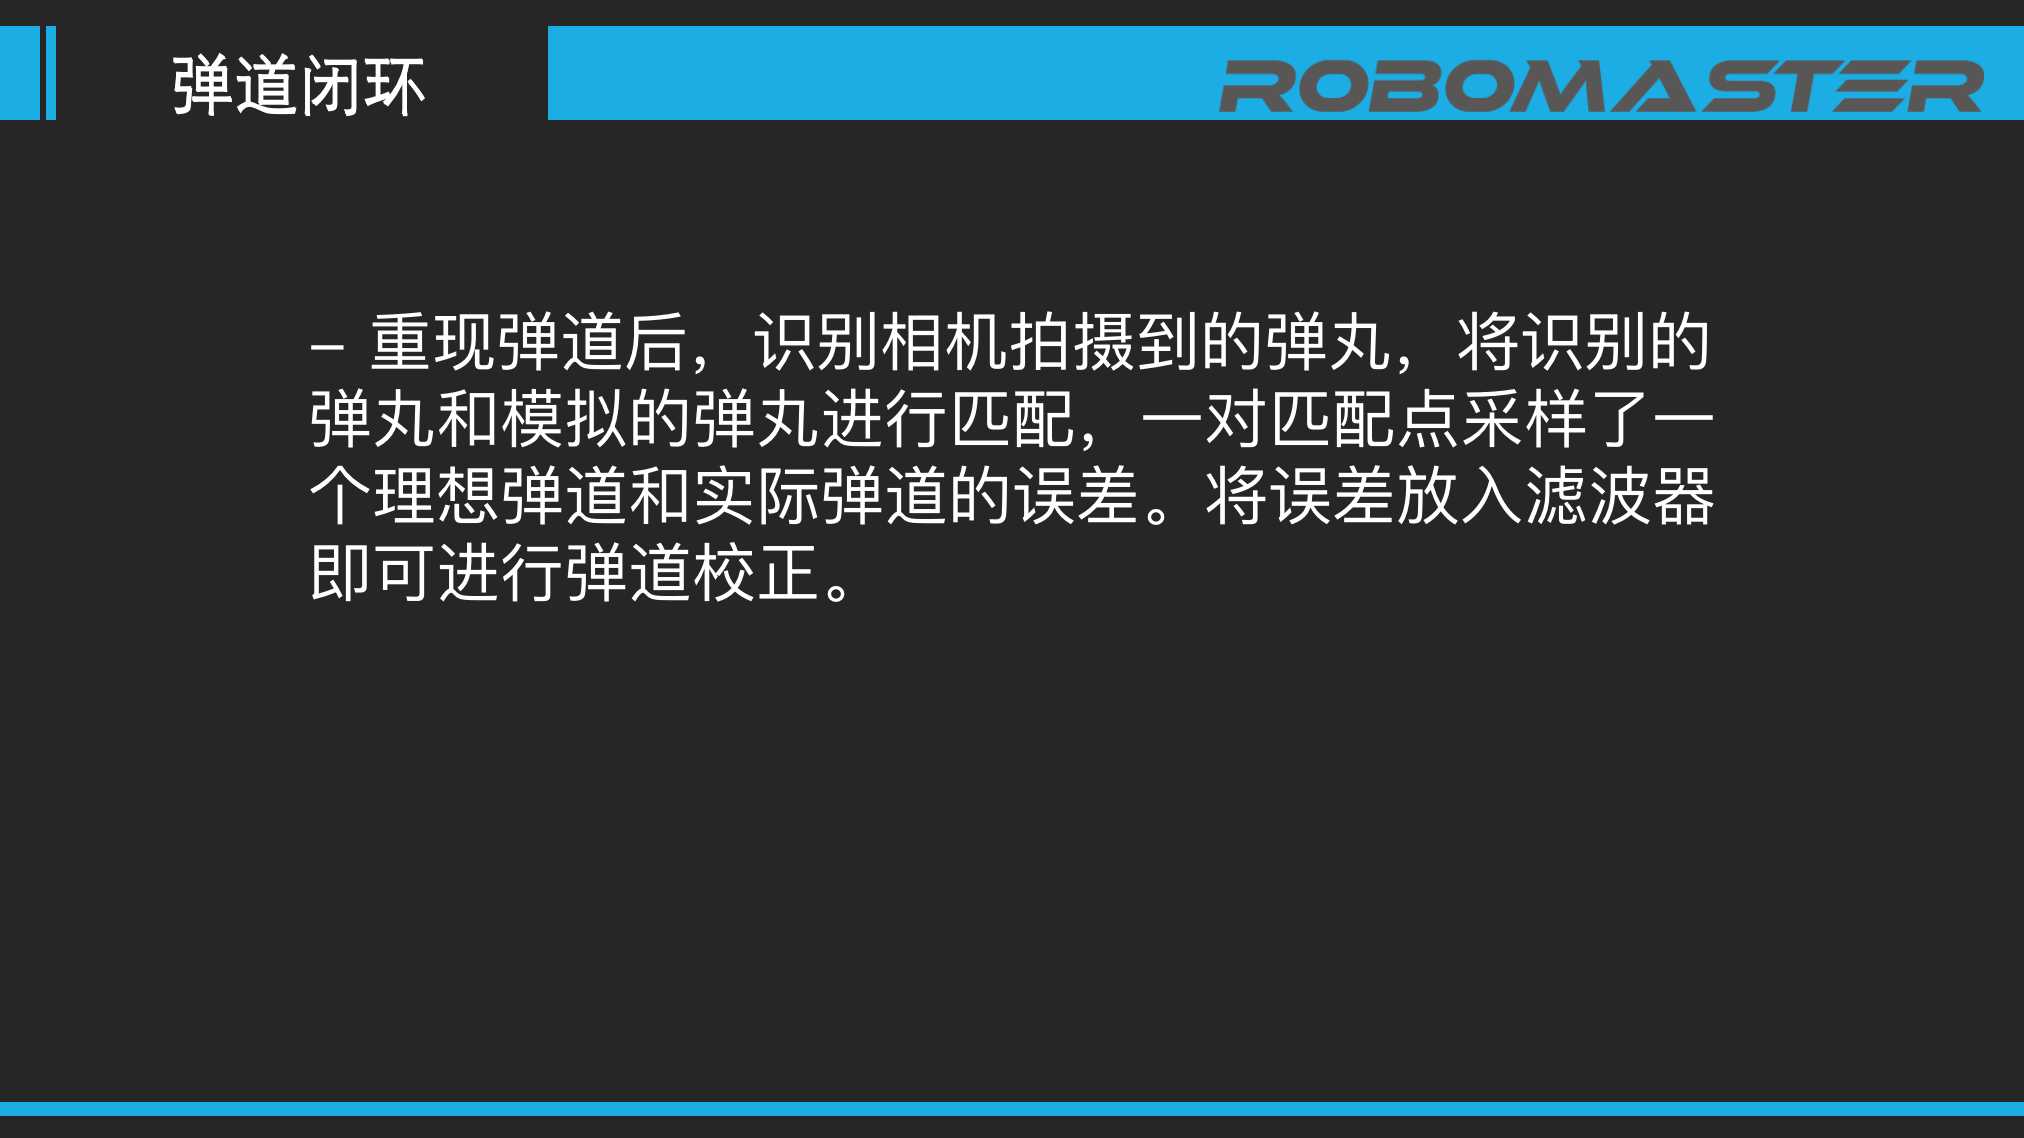 弹道闭环
ROBOMASTER
– 重现弹道后，识别相机拍摄到的弹丸，将识别的
弹丸和模拟的弹丸进行匹配，一对匹配点采样了一
个理想弹道和实际弹道的误差。将误差放入滤波器
即可进行弹道校正。